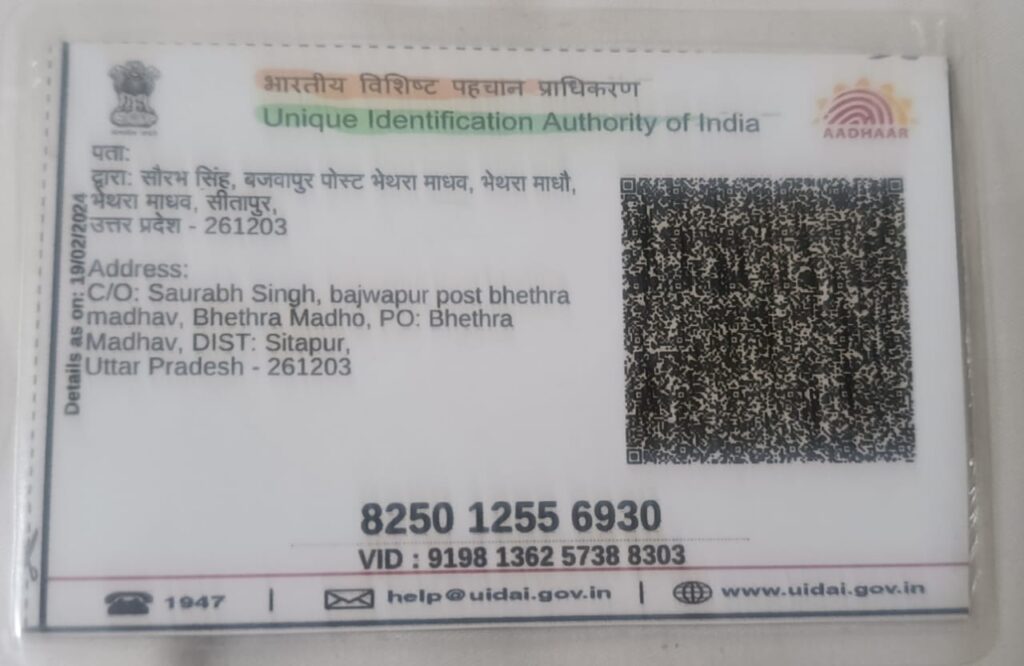 भारतीय विशिष्ट पहचान प्राधिकरण
Unique Identification Authority of India
AADHAAR
पता:
द्वारा: सौरभ सिंह, बजवापुर पोस्ट भेथरा माधव, भेथरा माधौ,
भेथरा माधव, सीतापुर,
उत्तर प्रदेश - 261203
Details as on: 19/02/2024
Address:
C/O: Saurabh Singh, bajwapur post bhethra
madhav, Bhethra Madho, PO: Bhethra
Madhav, DIST: Sitapur,
Uttar Pradesh - 261203
8250 1255 6930
VID : 9198 1362 5738 8303
1947 | help@uidai.gov.in | www.uidai.gov.in